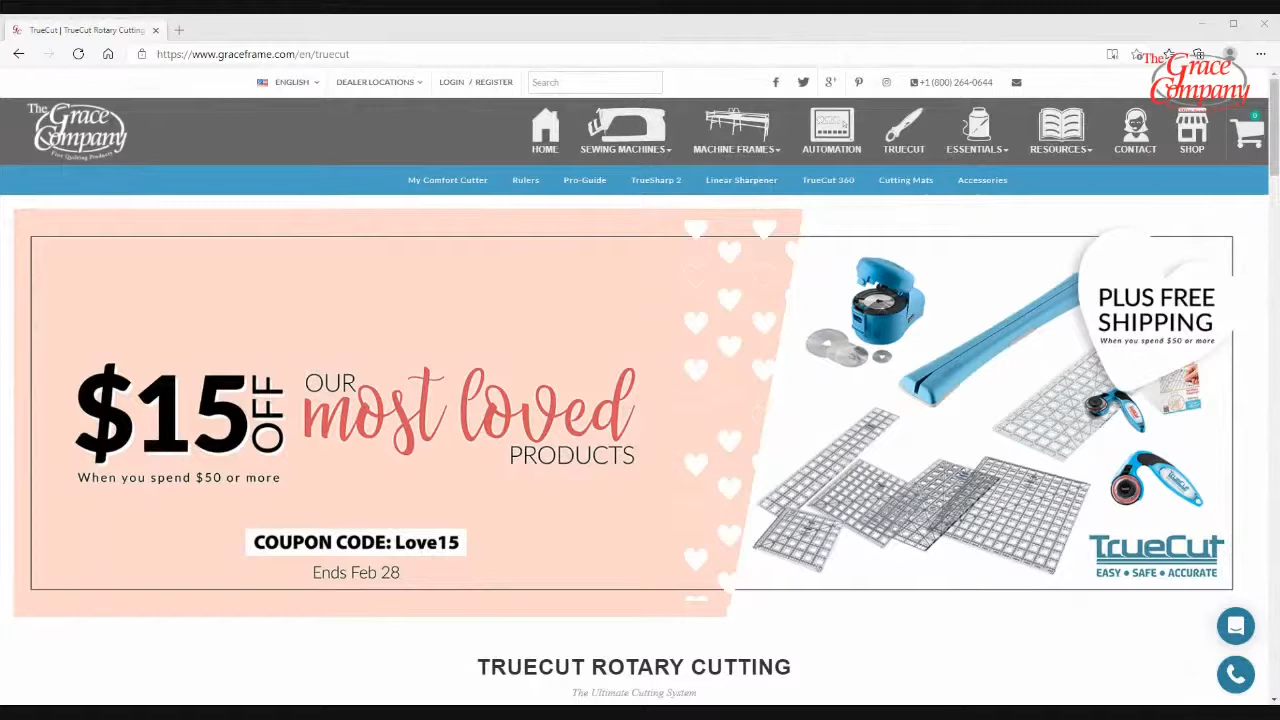 TrueCut | TrueCut Rotary Cutting
https://www.graceframe.com/en/truecut
ENGLISH
DEALER LOCATIONS
LOGIN / REGISTER
Search
+1 (800) 264-0644
The Grace Company
The Grace Company
Fine Quilting Products
HOME
SEWING MACHINES
MACHINE FRAMES
AUTOMATION
TRUECUT
ESSENTIALS
RESOURCES
CONTACT
SHOP
0
My Comfort Cutter
Rulers
Pro-Guide
TrueSharp 2
Linear Sharpener
TrueCut 360
Cutting Mats
Accessories
$15 OFF
When you spend $50 or more
OUR
most loved
PRODUCTS
COUPON CODE: Love15
Ends Feb 28
PLUS FREE
SHIPPING
When you spend $50 or more
TrueCut
EASY • SAFE • ACCURATE
TRUECUT ROTARY CUTTING
The Ultimate Cutting System